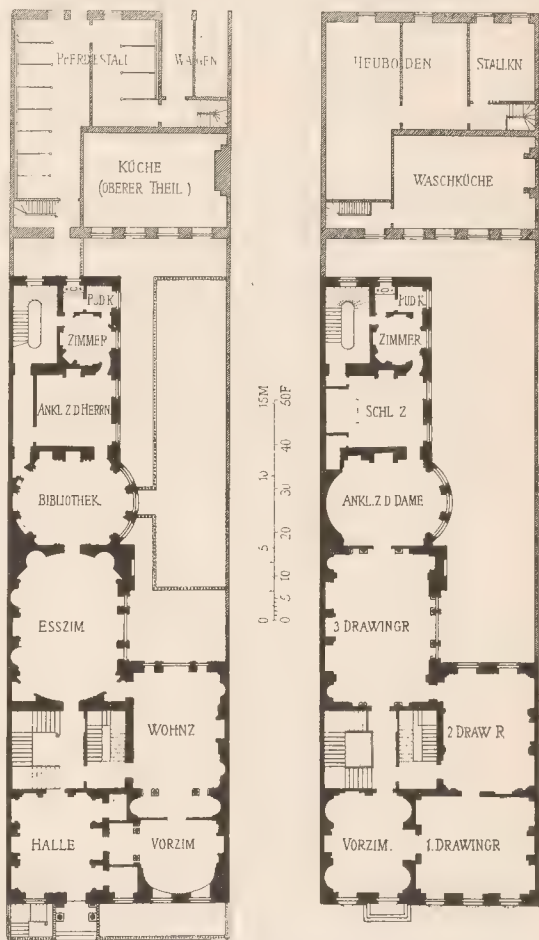 PFERDESTALL
WAGEN
KÜCHE
(OBERER THEIL)
PUD.K
ZIMMER
ANKL.Z.D.HERRN
BIBLIOTHEK
ESSZIM
WOHNZ
HALLE
VORZIM
15M
50F
10
5
0
40
30
20
10
5
0
HEUBODEN
STALLKN
WASCHKÜCHE
PUDK
ZIMMER
SCHL Z
ANKL.Z D DAME
3 DRAWINGR
2 DRAW R
VORZIM.
1. DRAWINGR